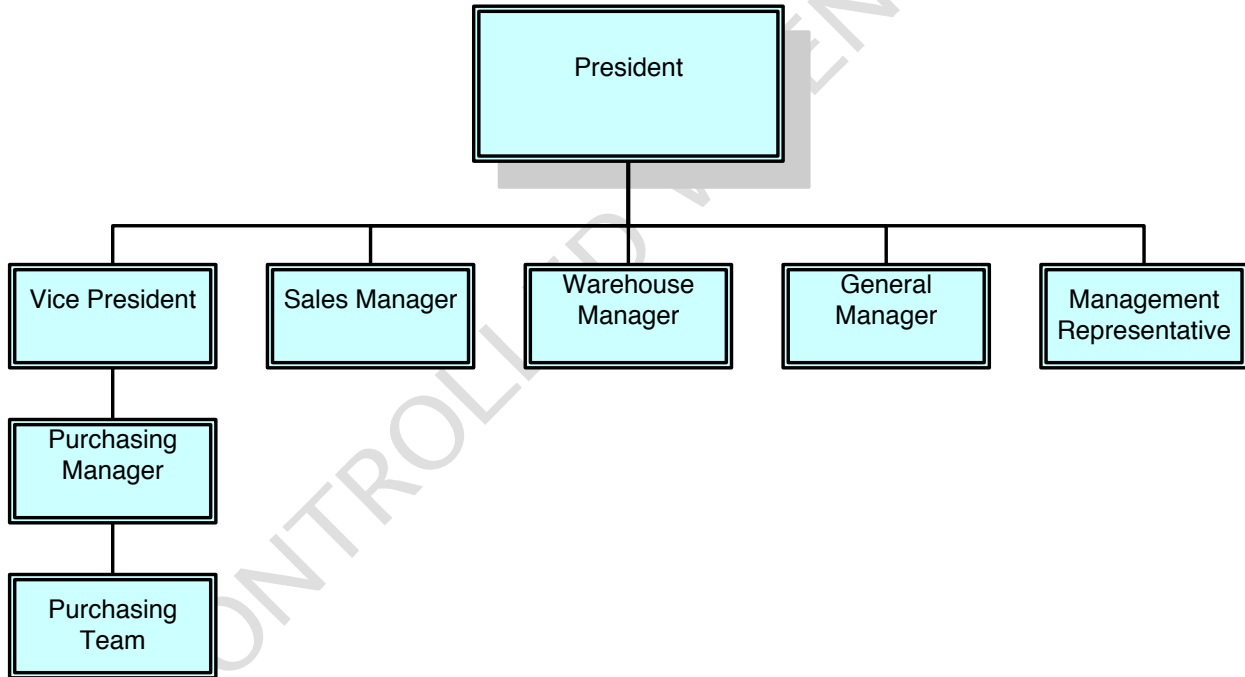 President
Vice President
Sales Manager
Warehouse
Manager
General
Manager
Management
Representative
Purchasing
Manager
Purchasing
Team